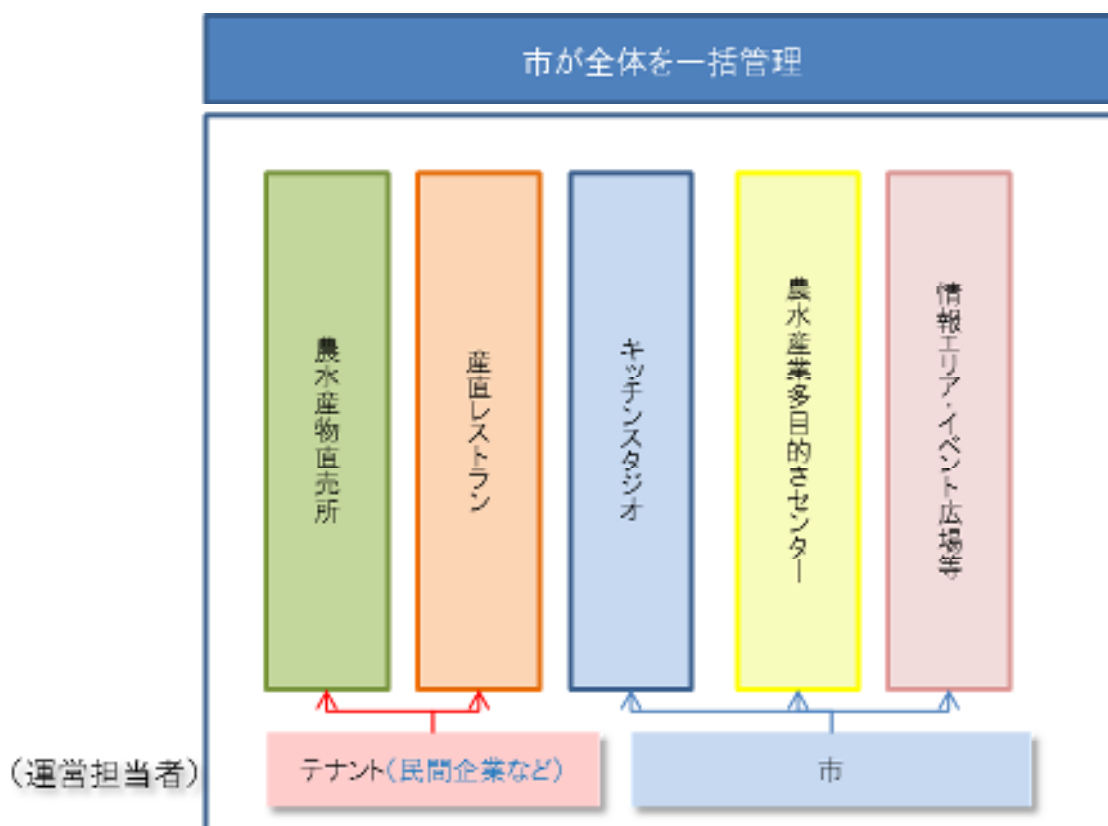 市が全体を一括管理
農水産物直売所
産直レストラン
キッチンスタジオ
農水産業多目的さセンター
情報エリア・イベント広場等
(運営担当者)
テナント(民間企業など)
市